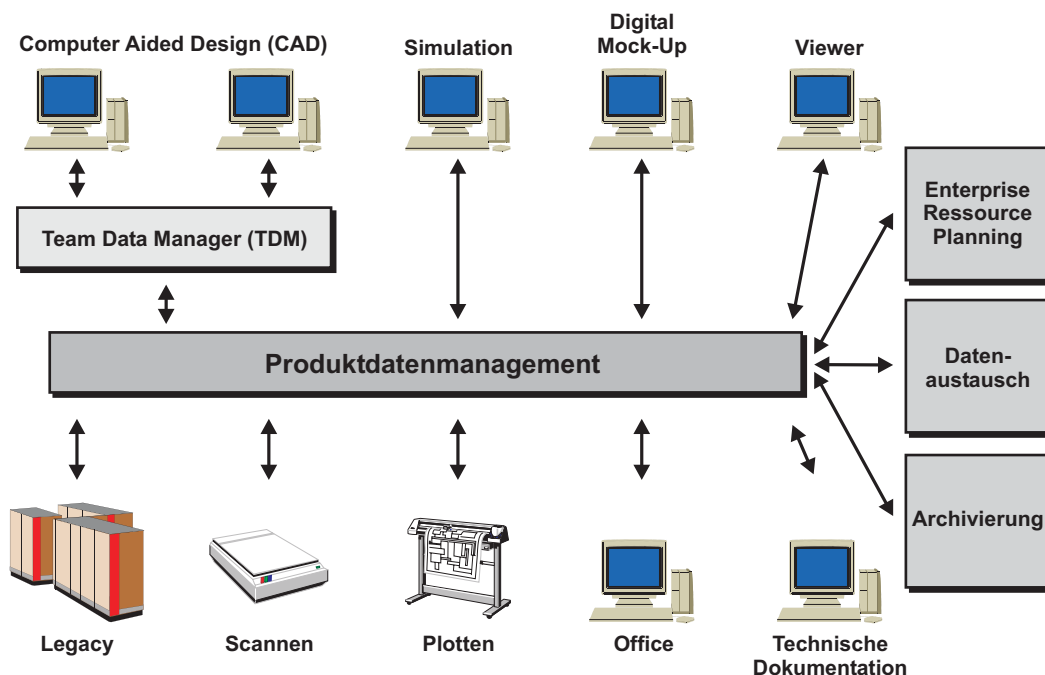 Computer Aided Design (CAD)
Simulation
Digital
Mock-Up
Viewer
Team Data Manager (TDM)
Enterprise
Ressource
Planning
Produktdatenmanagement
Daten-
austausch
Archivierung
Legacy
Scannen
Plotten
Office
Technische
Dokumentation